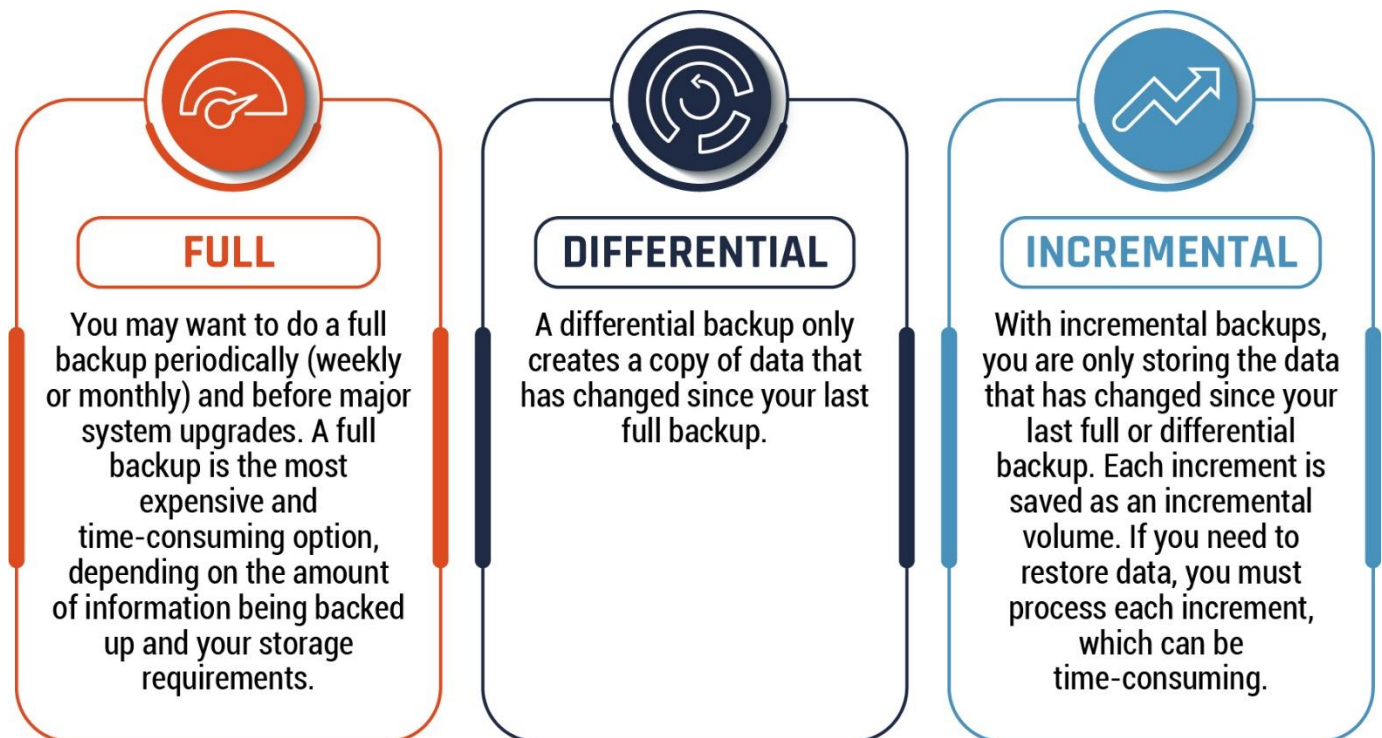 FULL
You may want to do a full
backup periodically (weekly
or monthly) and before major
system upgrades. A full
backup is the most
expensive and
time-consuming option,
depending on the amount
of information being backed
up and your storage
requirements.
DIFFERENTIAL
A differential backup only
creates a copy of data that
has changed since your last
full backup.
INCREMENTAL
With incremental backups,
you are only storing the data
that has changed since your
last full or differential
backup. Each increment is
saved as an incremental
volume. If you need to
restore data, you must
process each increment,
which can be
time-consuming.